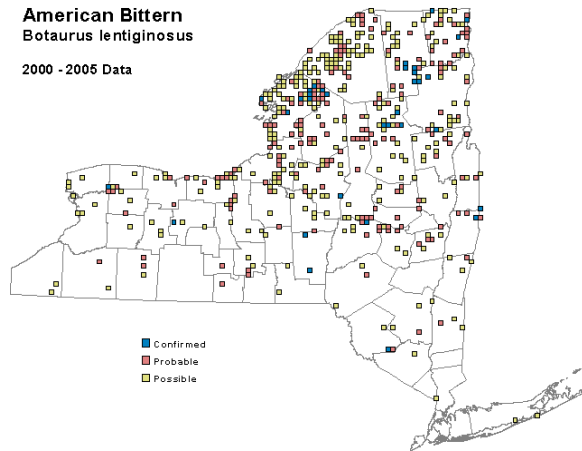 American Bittern
Botaurus lentiginosus
2000 - 2005 Data
Confirmed
Probable
Possible